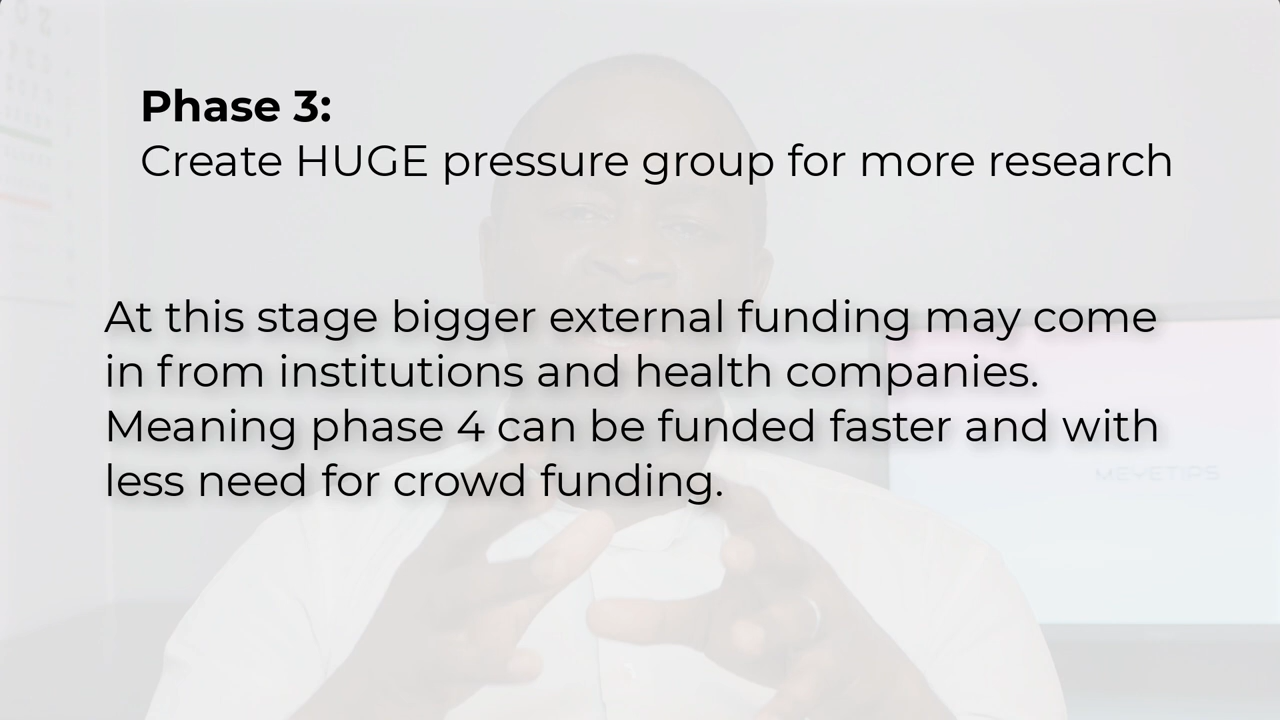 Phase 3:
Create HUGE pressure group for more research
At this stage bigger external funding may come
in from institutions and health companies.
Meaning phase 4 can be funded faster and with
less need for crowd funding.
MEYETIPS